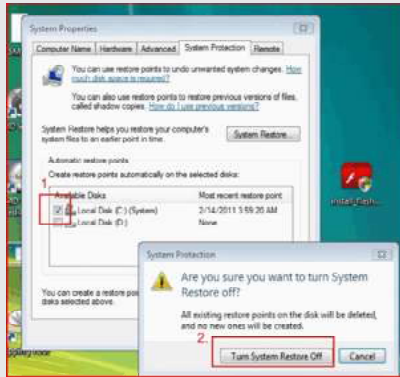 System Properties
Computer Name Hardware Advanced System Protection Remote
You can use restore points to undo unwanted system changes. How
much disk space is required?
You can also use restore points to restore previous versions of files,
called shadow copies. How do I use previous versions?
System Restore helps you restore your computer's
system files to an earlier point in time.
System Restore...
Automatic restore points
Create restore points automatically on the selected disks:
1
Available Disks Most recent restore point
Local Disk (C:) (System) 2/14/2011 3:59:20 AM
Local Disk (D:) None
You can create a restore poi
disks selected above.
install_flash...
System Protection
Are you sure you want to turn System
Restore off?
All existing restore points on the disk will be deleted,
and no new ones will be created.
2.
Turn System Restore Off Cancel